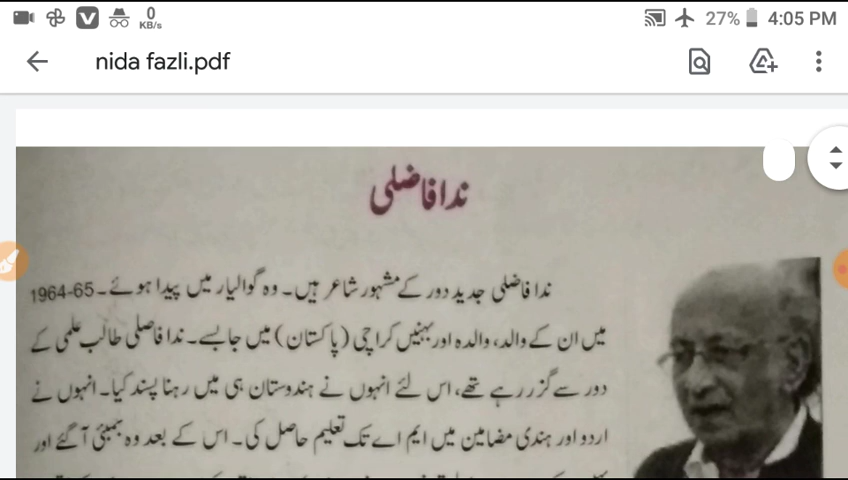 0
KB/s
27%
4:05 PM
nida fazli.pdf
ندا فاضلی
ندا فاضلی جدید دور کے مشہور شاعر ہیں۔ وہ گوالیار میں پیدا ہوئے۔ 65-1964
میں ان کے والد، والدہ اور بہنیں کراچی (پاکستان) میں جا بسے۔ ندا فاضلی طالب علمی کے
دور سے گزر رہے تھے، اس لئے انہوں نے ہندوستان ہی میں رہنا پسند کیا۔ انہوں نے
اردو اور ہندی مضامین میں ایم اے تک تعلیم حاصل کی۔ اس کے بعد وہ بمبئی آ گئے اور